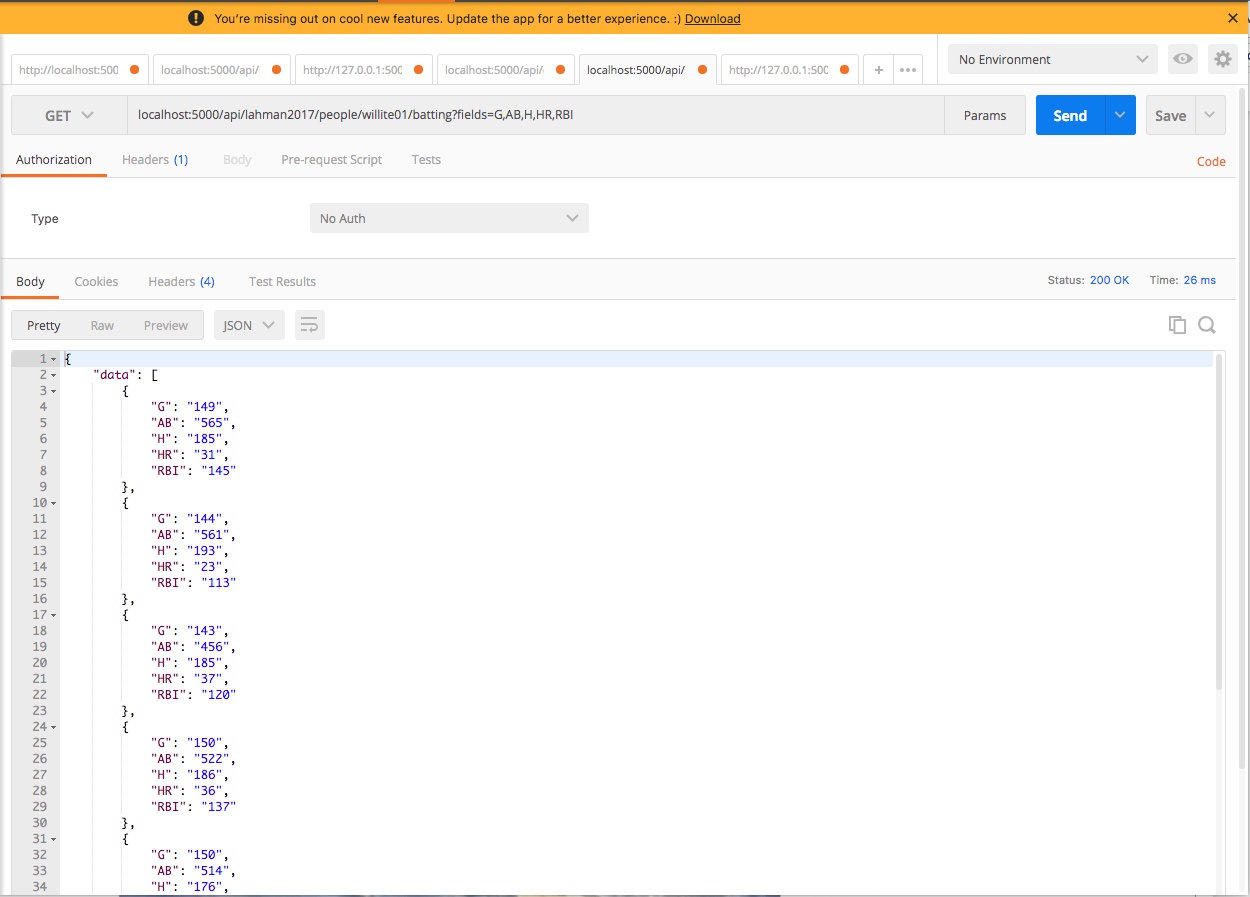 You're missing out on cool new features. Update the app for a better experience. :) Download
http://localhost:500 localhost:5000/api/ http://127.0.0.1:500 localhost:5000/api/ localhost:5000/api/ http://127.0.0.1:500 + ••• No Environment
GET localhost:5000/api/lahman2017/people/willite01/batting?fields=G,AB,H,HR,RBI Params Send Save
Authorization Headers (1) Body Pre-request Script Tests Code
Type No Auth
Body Cookies Headers (4) Test Results Status: 200 OK Time: 26 ms
Pretty Raw Preview JSON
1 {
2 "data": [
3 {
4 "G": "149",
5 "AB": "565",
6 "H": "185",
7 "HR": "31",
8 "RBI": "145"
9 },
10 {
11 "G": "144",
12 "AB": "561",
13 "H": "193",
14 "HR": "23",
15 "RBI": "113"
16 },
17 {
18 "G": "143",
19 "AB": "456",
20 "H": "185",
21 "HR": "37",
22 "RBI": "120"
23 },
24 {
25 "G": "150",
26 "AB": "522",
27 "H": "186",
28 "HR": "36",
29 "RBI": "137"
30 },
31 {
32 "G": "150",
33 "AB": "514",
34 "H": "176",